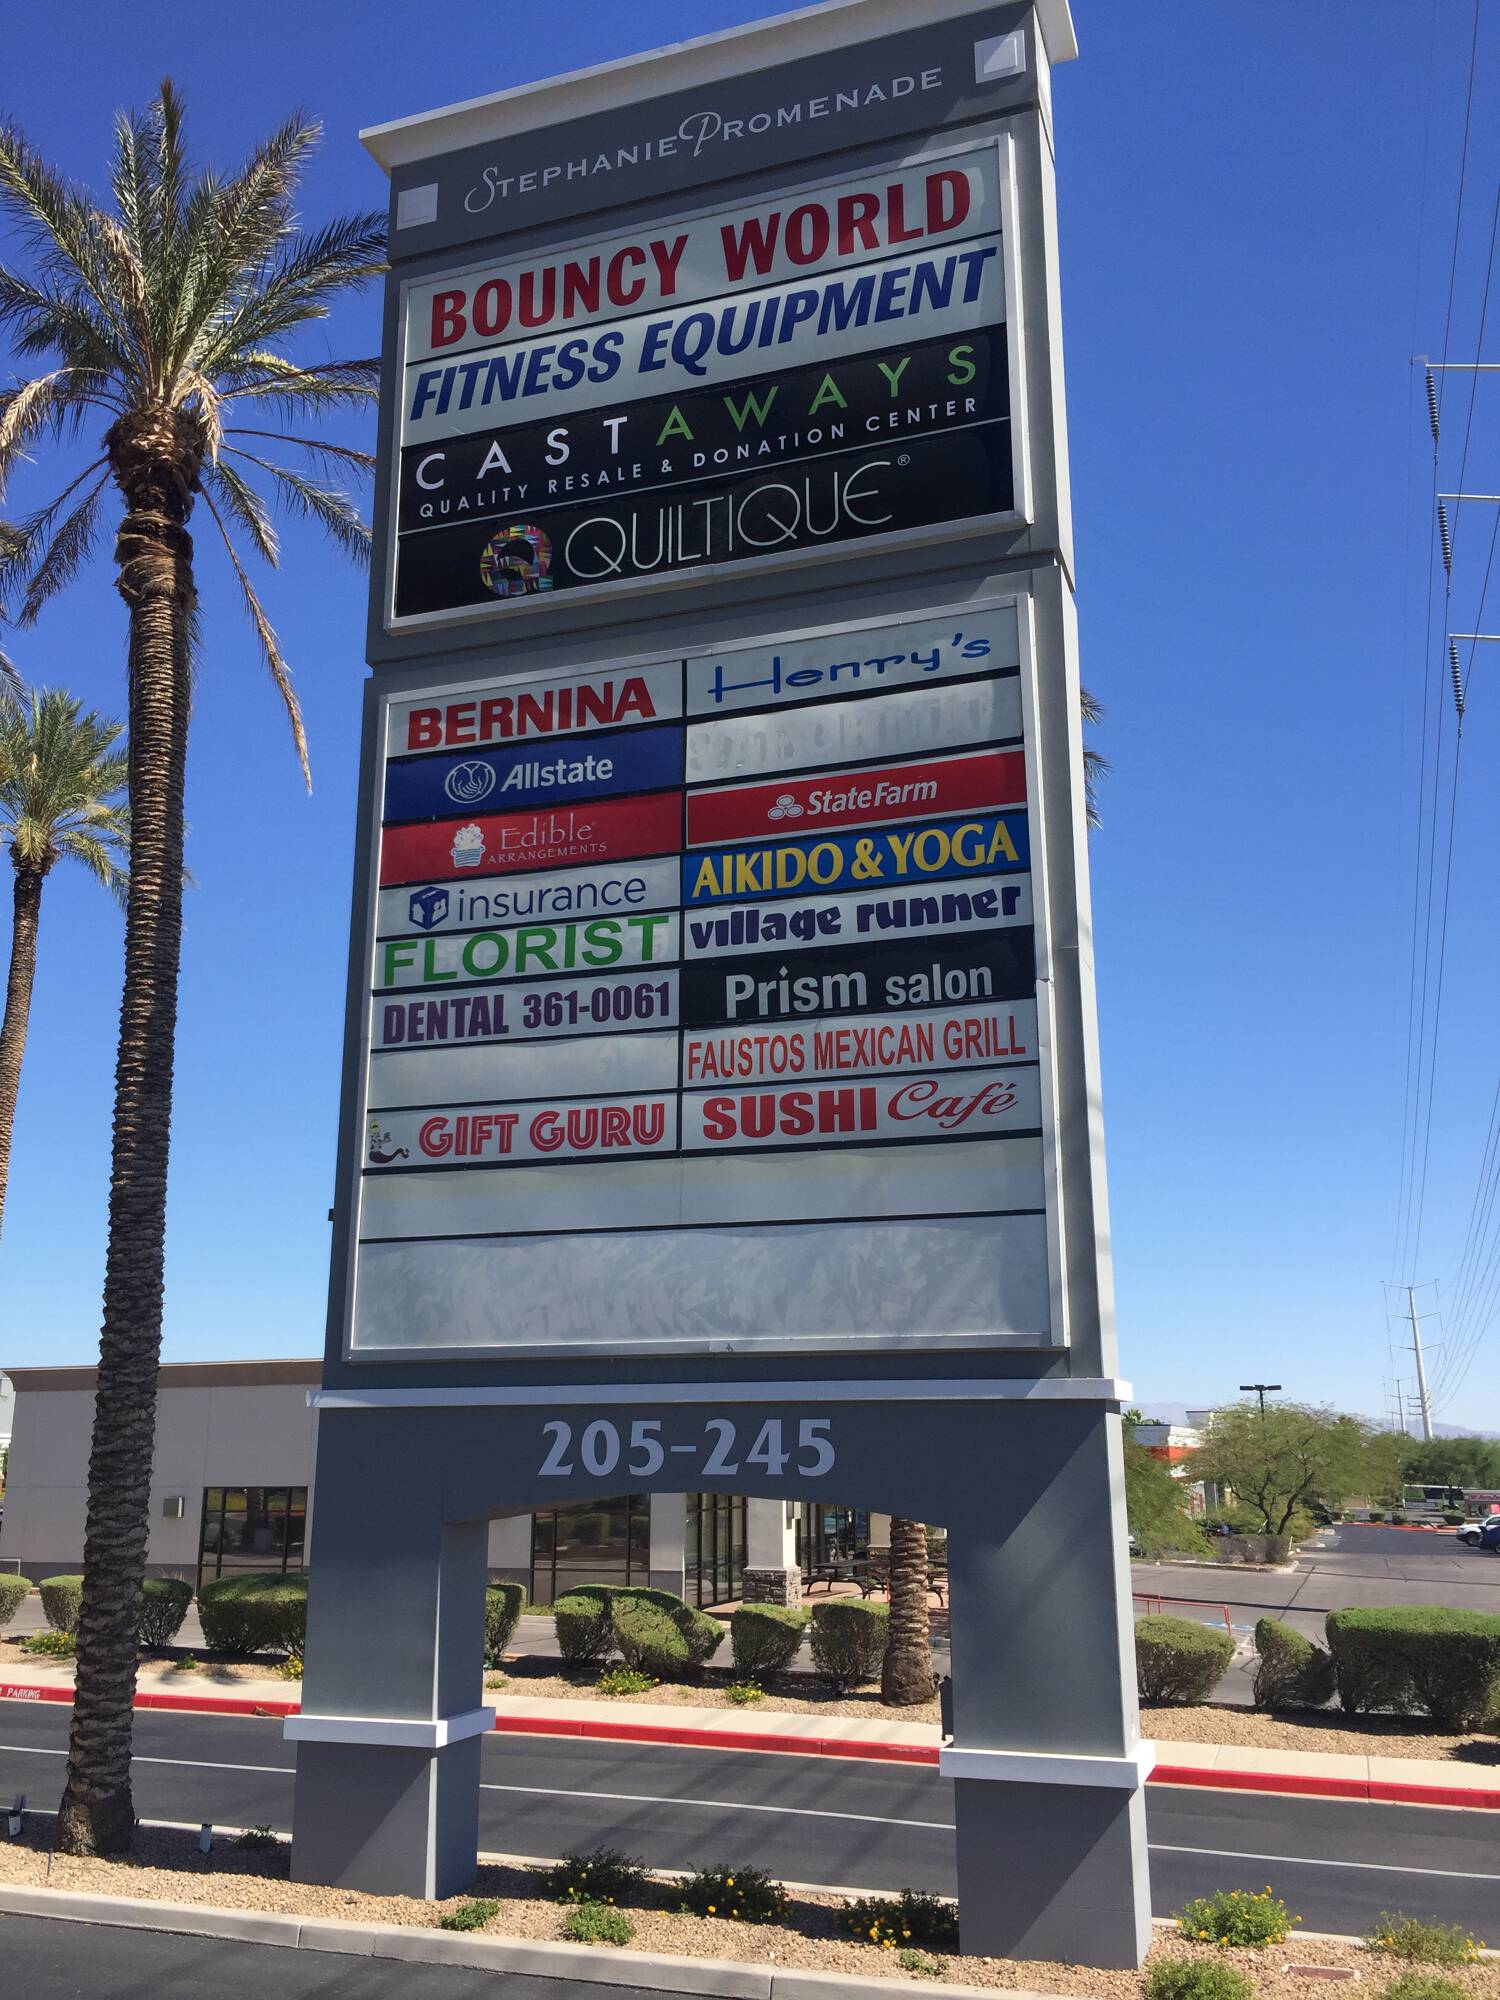 STEPHANIE PROMENADE
BOUNCY WORLD
FITNESS EQUIPMENT
CASTAWAYS
QUALITY RESALE & DONATION CENTER
QUILTIQUE®
BERNINA
Henry's
Allstate
StateFarm
Edible
ARRANGEMENTS
AIKIDO & YOGA
insurance
village runner
FLORIST
Prism salon
DENTAL 361-0061
FAUSTOS MEXICAN GRILL
GIFT GURU
SUSHI Café
205-245
PARKING